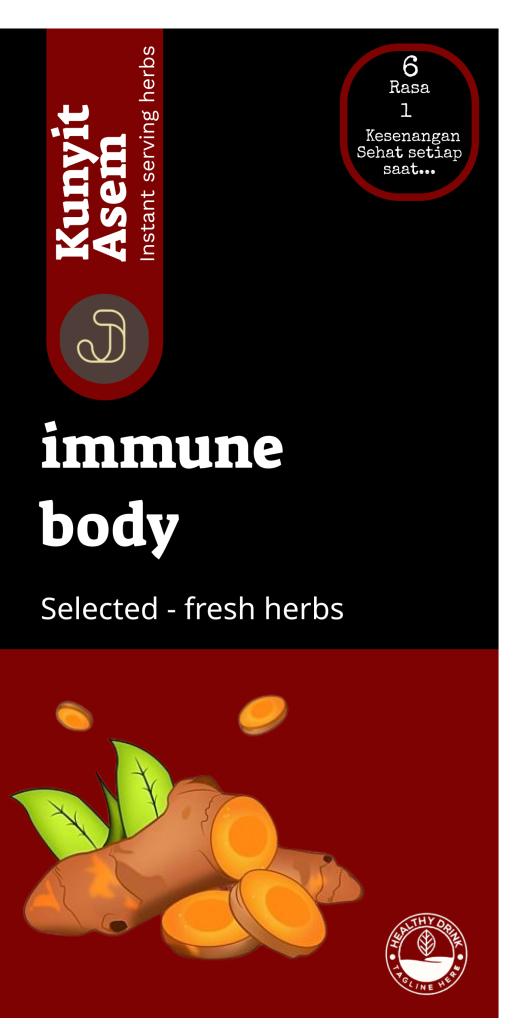 Kunyit
Asem
Instant serving herbs
6
Rasa
1
Kesenangan
Sehat setiap
saat...
immune
body
Selected - fresh herbs
HEALTHY DRINK
TAGLINE HERE